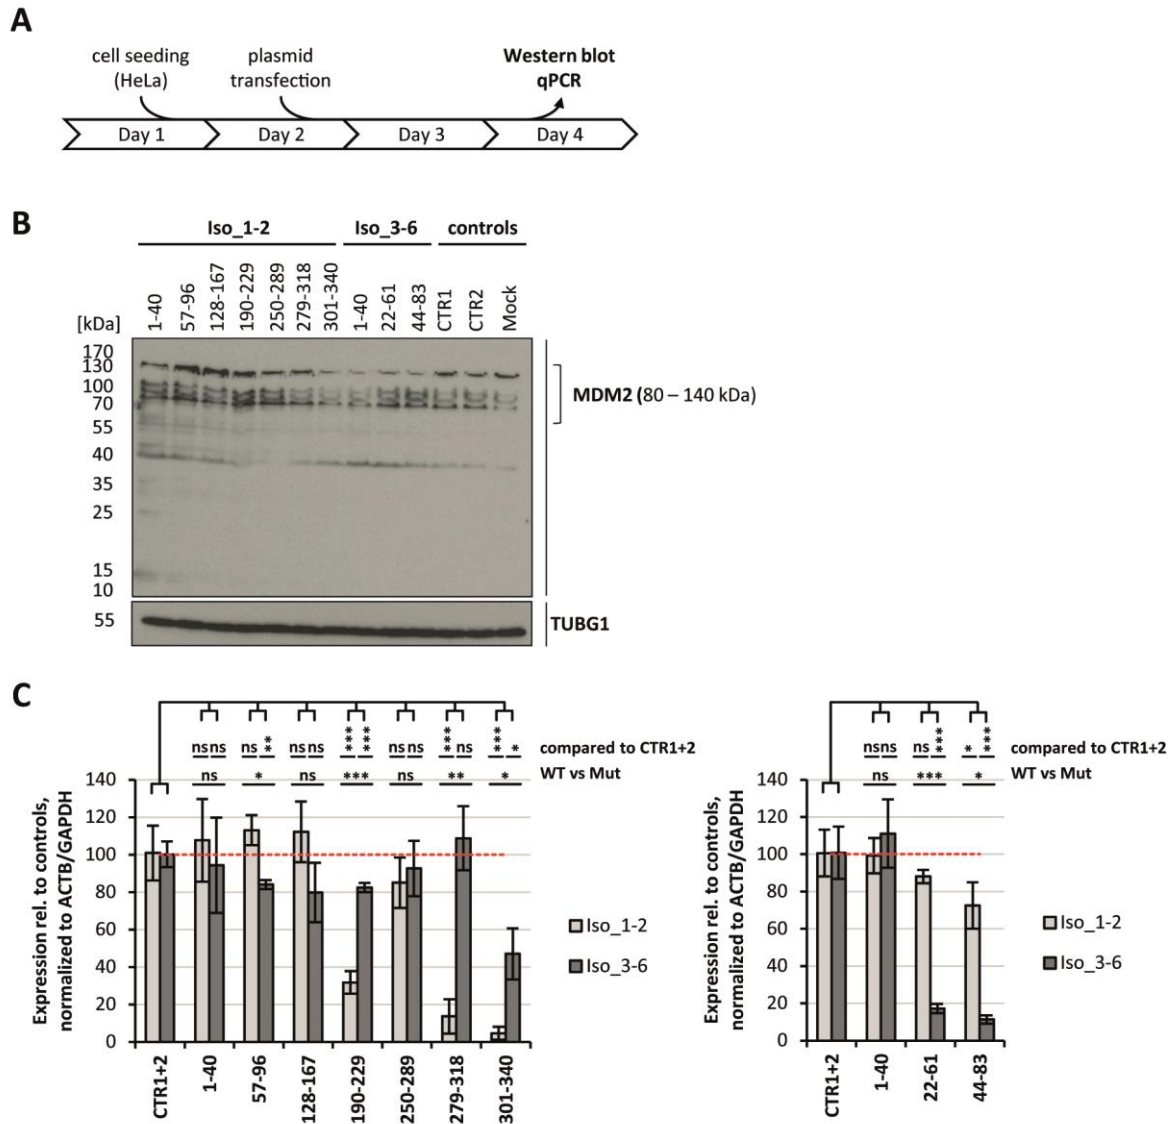 A
cell seeding
(HeLa)
plasmid
transfection
Western blot
qPCR
Day 1
Day 2
Day 3
Day 4
B
Iso_1-2
Iso_3-6
controls
[kDa]
1-40
57-96
128-167
190-229
250-289
279-318
301-340
1-40
22-61
44-83
CTR1
CTR2
Mock
170
130
100
70
55
40
35
25
15
10
MDM2 (80 – 140 kDa)
55
TUBG1
C
ns ns ns ** ns ns *** *** ns ns *** ns *** * compared to CTR1+2
ns * ns *** ns ** * WT vs Mut
Expression rel. to controls,
normalized to ACTB/GAPDH
140
120
100
80
60
40
20
0
CTR1+2
1-40
57-96
128-167
190-229
250-289
279-318
301-340
Iso_1-2
Iso_3-6
ns ns ns *** * *** compared to CTR1+2
ns *** * WT vs Mut
Expression rel. to controls,
normalized to ACTB/GAPDH
140
120
100
80
60
40
20
0
CTR1+2
1-40
22-61
44-83
Iso_1-2
Iso_3-6